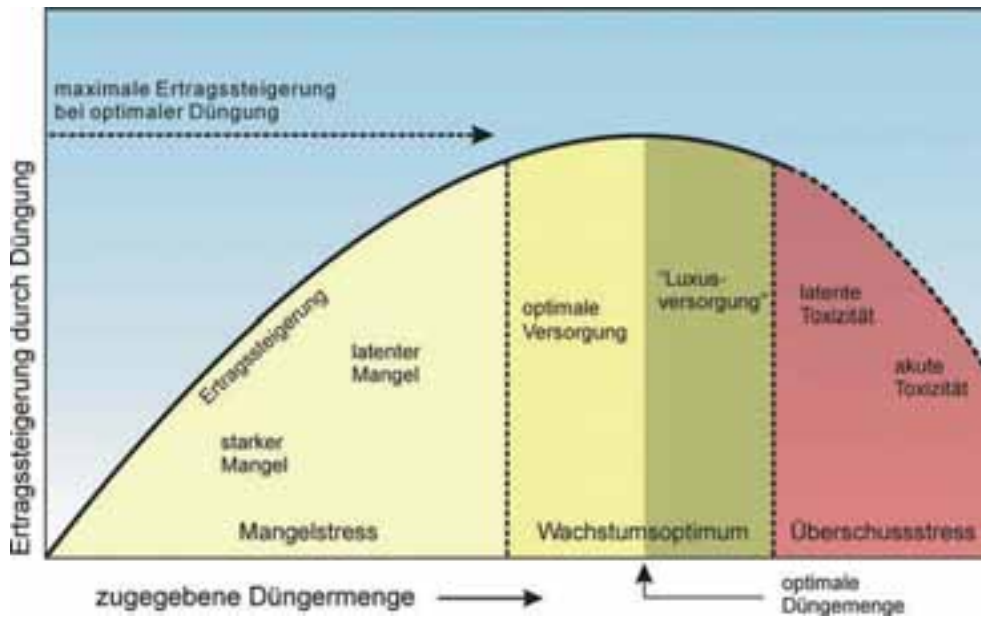 maximale Ertragssteigerung
bei optimaler Düngung
Ertragssteigerung durch Düngung
Ertragssteigerung
starker
Mangel
latenter
Mangel
optimale
Versorgung
"Luxus-
versorgung"
latente
Toxizität
akute
Toxizität
Mangelstress
Wachstumsoptimum
Überschussstress
zugegebene Düngermenge
optimale
Düngemenge